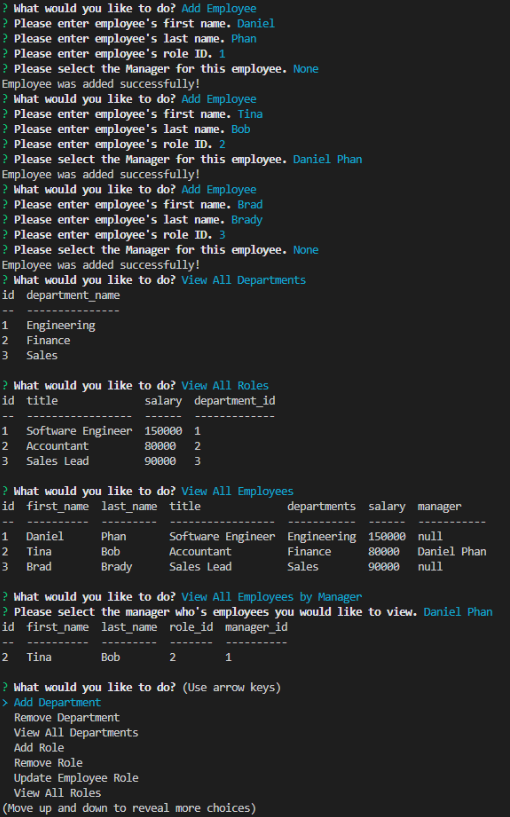 ? What would you like to do? Add Employee
? Please enter employee's first name. Daniel
? Please enter employee's last name. Phan
? Please enter employee's role ID. 1
? Please select the Manager for this employee. None
Employee was added successfully!
? What would you like to do? Add Employee
? Please enter employee's first name. Tina
? Please enter employee's last name. Bob
? Please enter employee's role ID. 2
? Please select the Manager for this employee. Daniel Phan
Employee was added successfully!
? What would you like to do? Add Employee
? Please enter employee's first name. Brad
? Please enter employee's last name. Brady
? Please enter employee's role ID. 3
? Please select the Manager for this employee. None
Employee was added successfully!
? What would you like to do? View All Departments
id  department_name
--  ---------------
1   Engineering
2   Finance
3   Sales
? What would you like to do? View All Roles
id  title              salary  department_id
--  -----------------  ------  -------------
1   Software Engineer  150000  1
2   Accountant         80000   2
3   Sales Lead         90000   3
? What would you like to do? View All Employees
id  first_name  last_name  title              departments  salary  manager
--  ----------  ---------  -----------------  -----------  ------  -----------
1   Daniel      Phan       Software Engineer  Engineering  150000  null
2   Tina        Bob        Accountant         Finance      80000   Daniel Phan
3   Brad        Brady      Sales Lead         Sales        90000   null
? What would you like to do? View All Employees by Manager
? Please select the manager who's employees you would like to view. Daniel Phan
id  first_name  last_name  role_id  manager_id
--  ----------  ---------  -------  ----------
2   Tina        Bob        2        1
? What would you like to do? (Use arrow keys)
> Add Department
  Remove Department
  View All Departments
  Add Role
  Remove Role
  Update Employee Role
  View All Roles
(Move up and down to reveal more choices)